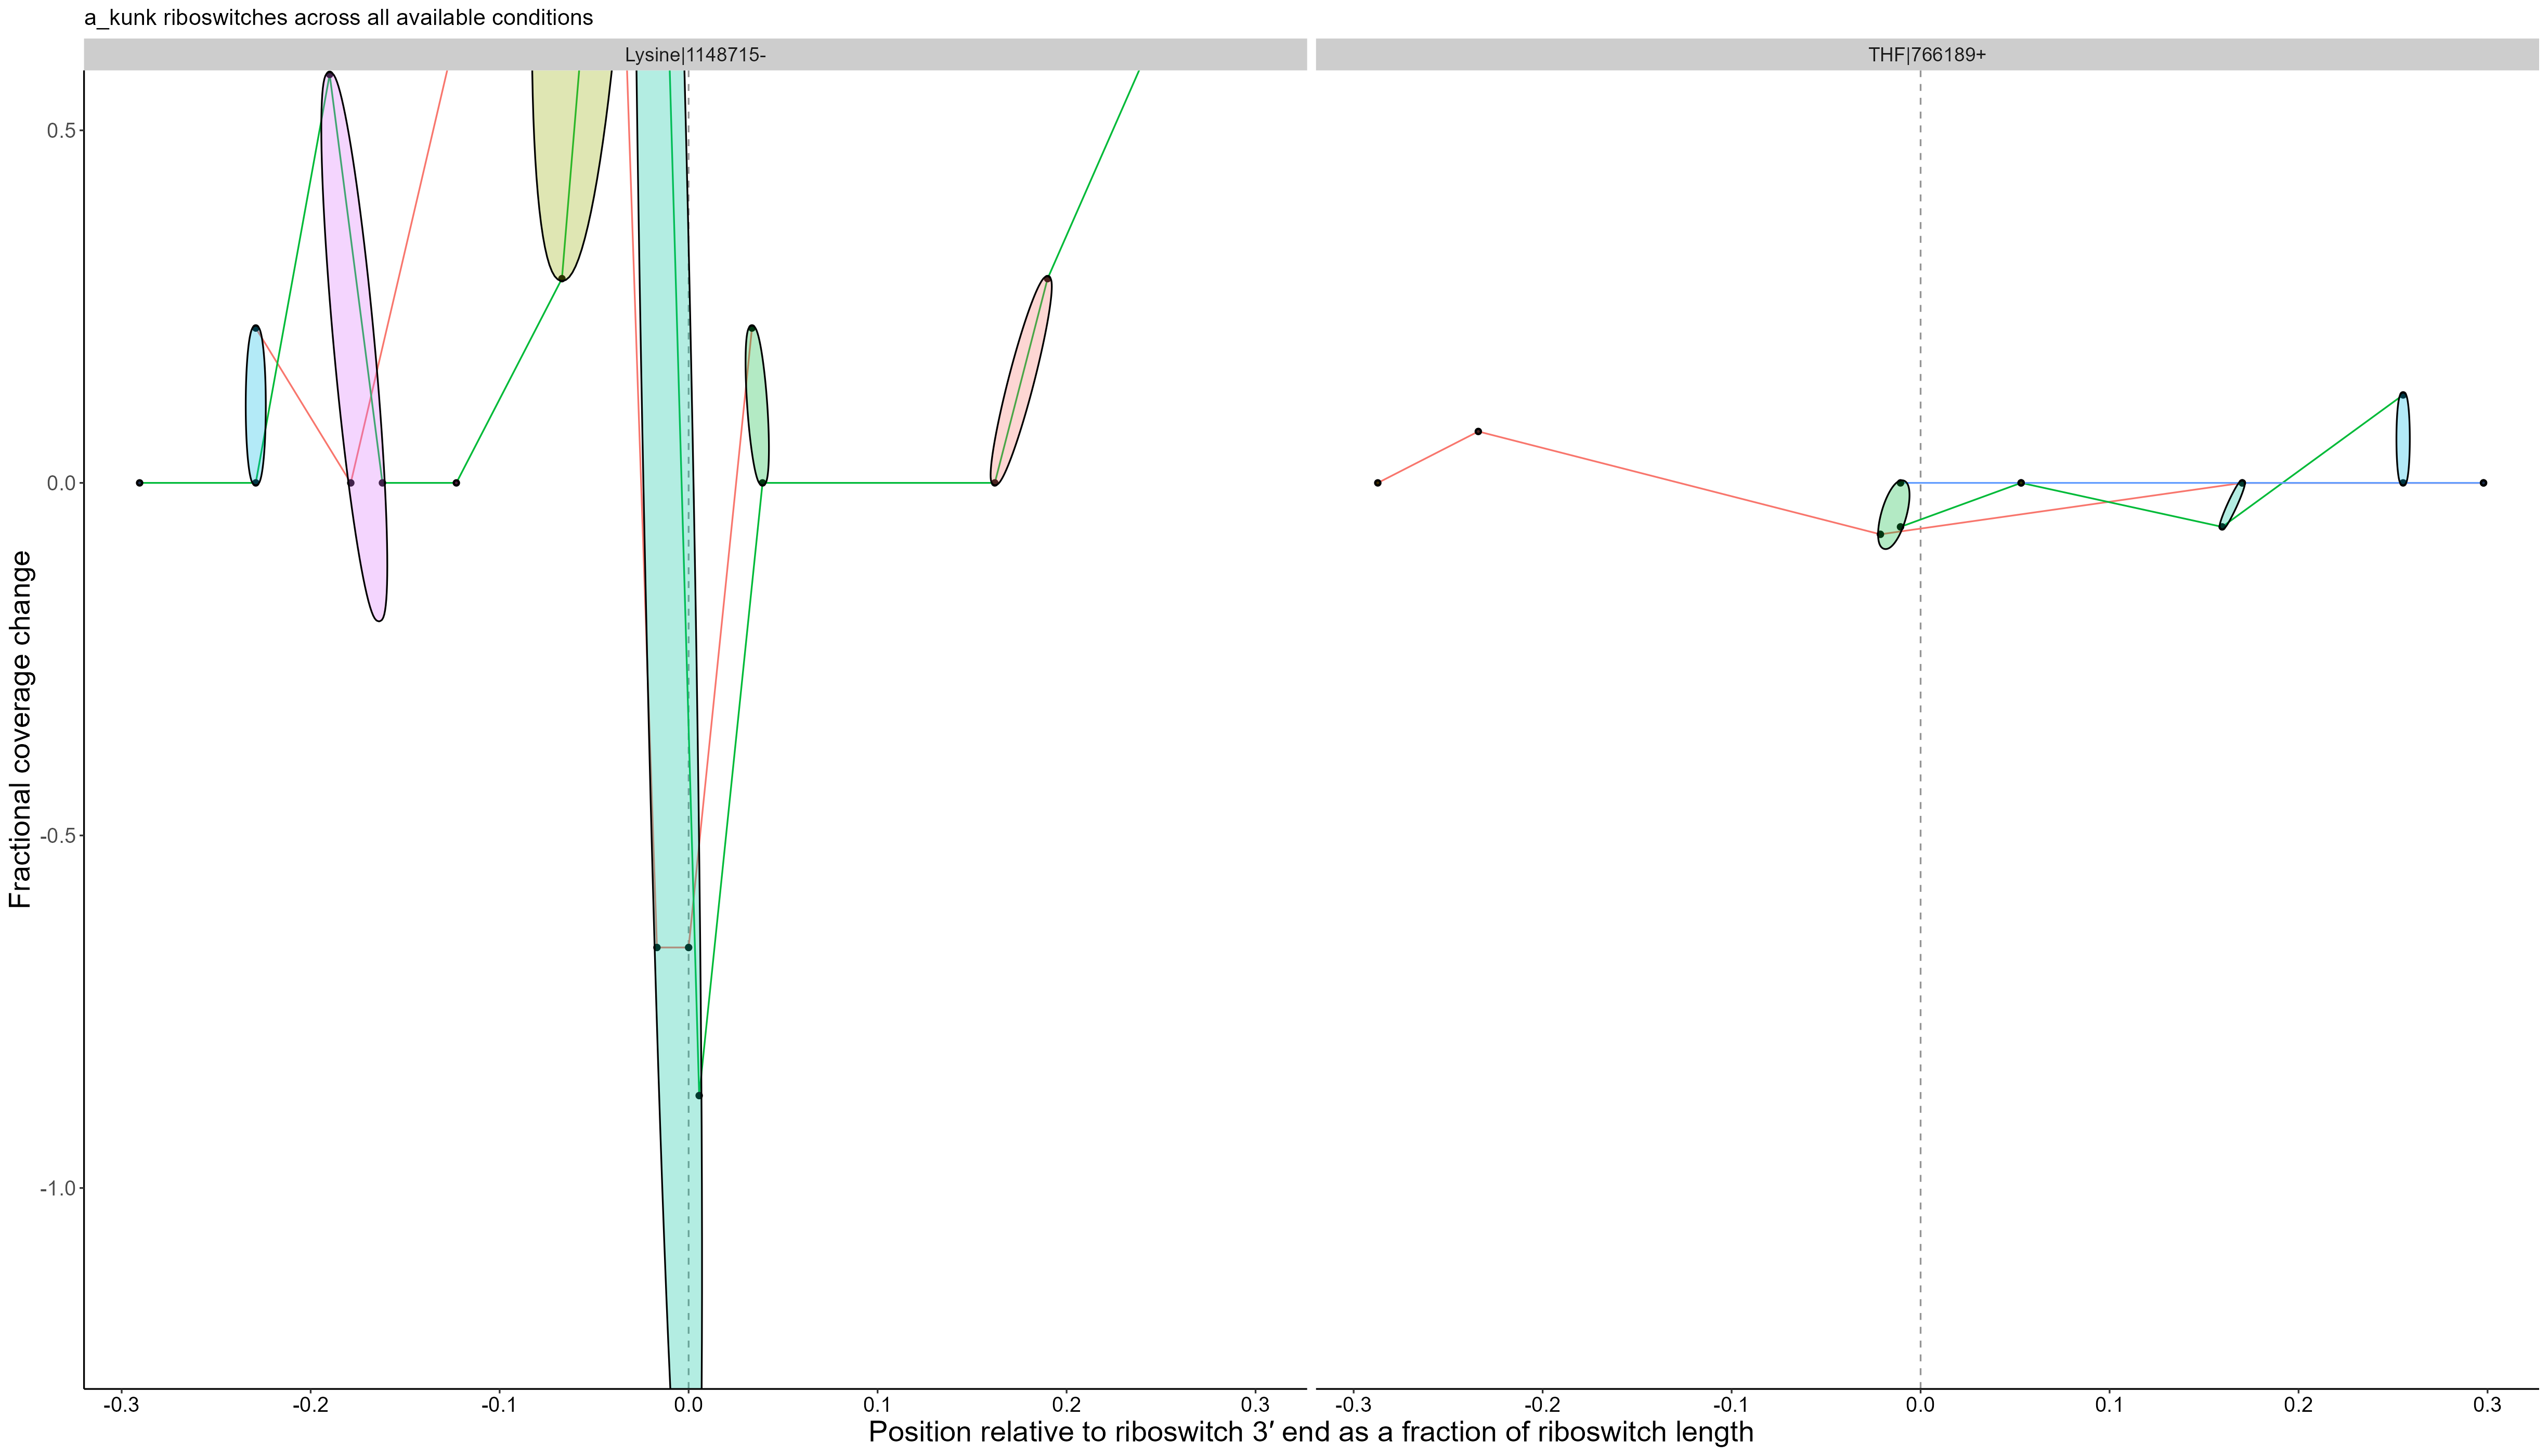 a_kunk riboswitches across all available conditions
Lysine|1148715-
THF|766189+
Fractional coverage change
0.5
0.0
-0.5
-1.0
-0.3 -0.2 -0.1 0.0 0.1 0.2 0.3
-0.3 -0.2 -0.1 0.0 0.1 0.2 0.3
Position relative to riboswitch 3′ end as a fraction of riboswitch length